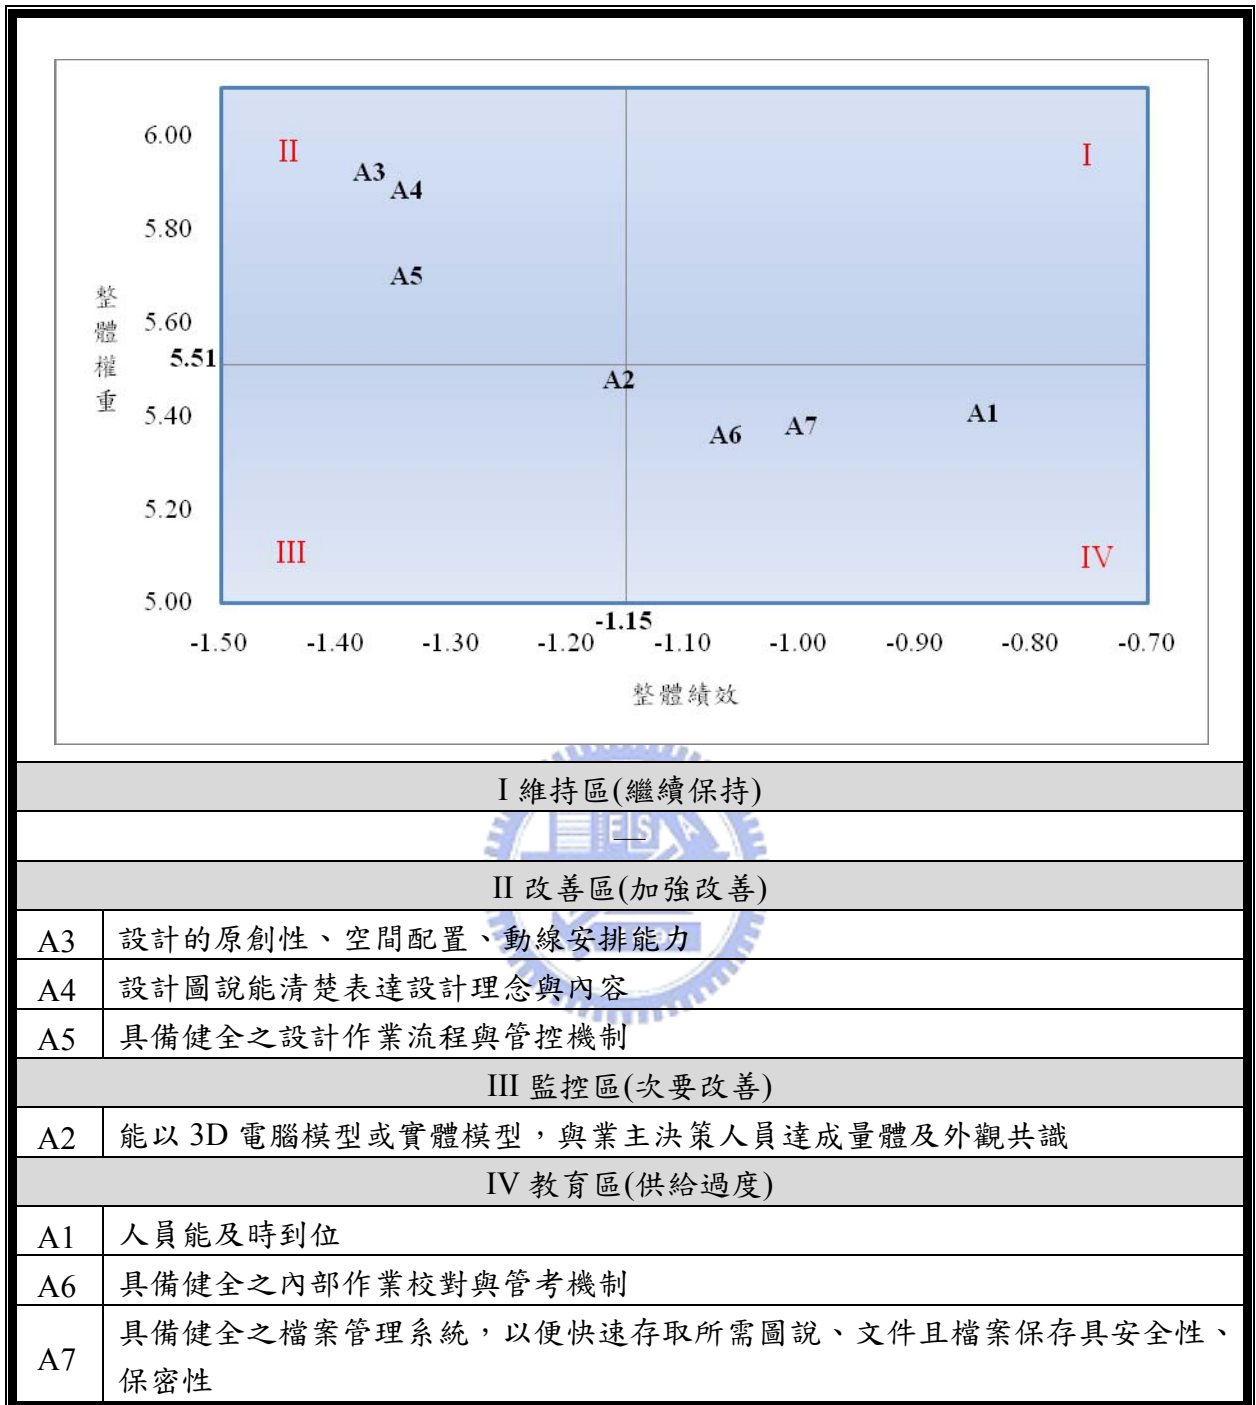 6.00
II
I
A3
A4
5.80
A5
整體權重
5.60
5.51
A2
5.40
A1
A7
A6
5.20
III
IV
5.00
-1.15
-1.50 -1.40 -1.30 -1.20 -1.10 -1.00 -0.90 -0.80 -0.70
整體績效
I 維持區(繼續保持)
—
II 改善區(加強改善)
A3 設計的原創性、空間配置、動線安排能力
A4 設計圖說能清楚表達設計理念與內容
A5 具備健全之設計作業流程與管控機制
III 監控區(次要改善)
A2 能以 3D 電腦模型或實體模型,與業主決策人員達成量體及外觀共識
IV 教育區(供給過度)
A1 人員能及時到位
A6 具備健全之內部作業校對與管考機制
A7 具備健全之檔案管理系統,以便快速存取所需圖說、文件且檔案保存具安全性、
保密性